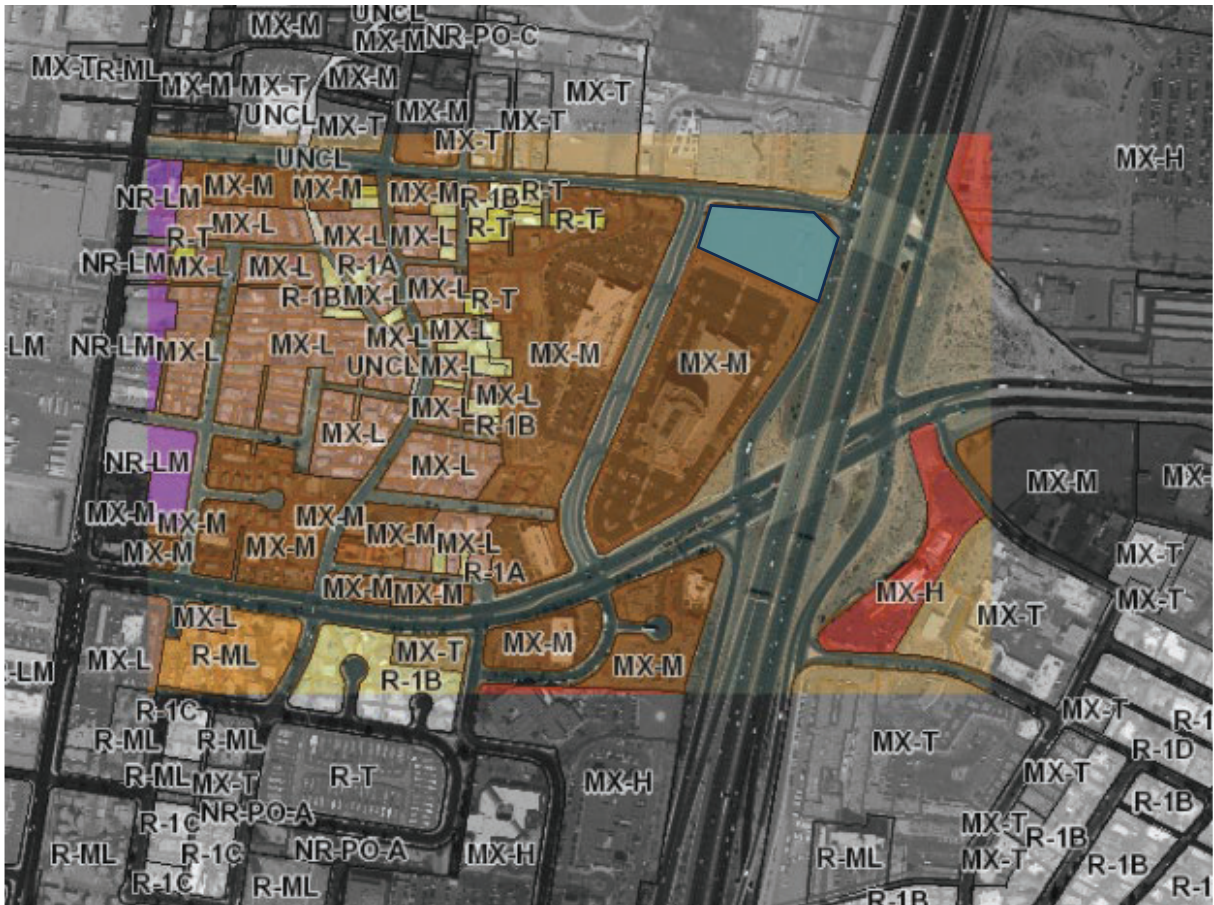 UNCL
MX-M
MX-M NR-PO-C
MX-T R-ML
MX-M
MX-T
MX-M
MX-T
UNCL
MX-M
MX-T
MX-T
MX-T
MX-H
UNCL
NR-LM
MX-M
MX-M
MX-M
R-1B
R-T
R-T
R-T
MX-L
MX-L
MX-L
R-T
NR-LM
MX-L
MX-L
R-1A
MX-L
R-1B
MX-L
R-T
LM
NR-LM
MX-L
MX-L
MX-L
MX-L
MX-M
MX-M
UNCL
MX-L
MX-L
MX-L
R-1B
MX-L
MX-L
NR-LM
MX-M
MX-
MX-M
MX-M
MX-M
MX-M
MX-L
MX-M
MX-M
R-1A
MX-T
MX-M
MX-M
MX-H
MX-T
MX-T
MX-L
MX-M
MX-L
R-ML
MX-T
MX-M
-LM
R-1B
R-1C
MX-T
R-1
R-ML
R-ML
MX-T
R-1D
R-ML
MX-T
R-T
MX-H
MX-T
R-1B
NR-PO-A
R-1C
MX-T
R-1B
R-ML
R-1C
NR-PO-A
MX-H
R-ML
MX-T
R-1B
R-1C
R-ML
R-1B
R-1